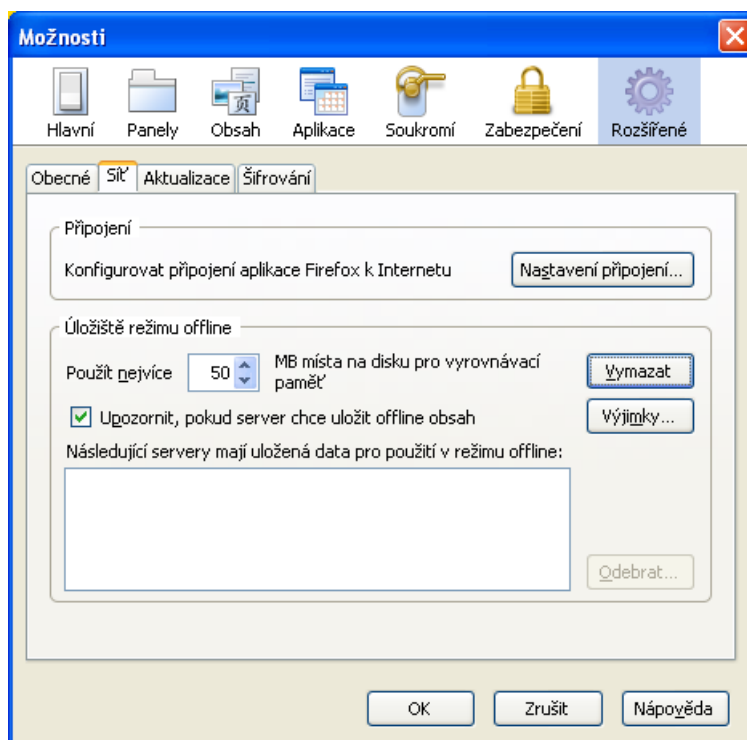 Možnosti
页
Hlavní Panely Obsah Aplikace Soukromí Zabezpečení Rozšířené
Obecné Síť Aktualizace Šifrování
Připojení
Konfigurovat připojení aplikace Firefox k Internetu Nastavení připojení...
Úložiště režimu offline
Použít nejvíce 50 MB místa na disku pro vyrovnávací
paměť
Vymazat
Upozornit, pokud server chce uložit offline obsah Výjimky...
Následující servery mají uložená data pro použití v režimu offline:
Odebrat...
OK Zrušit Nápověda